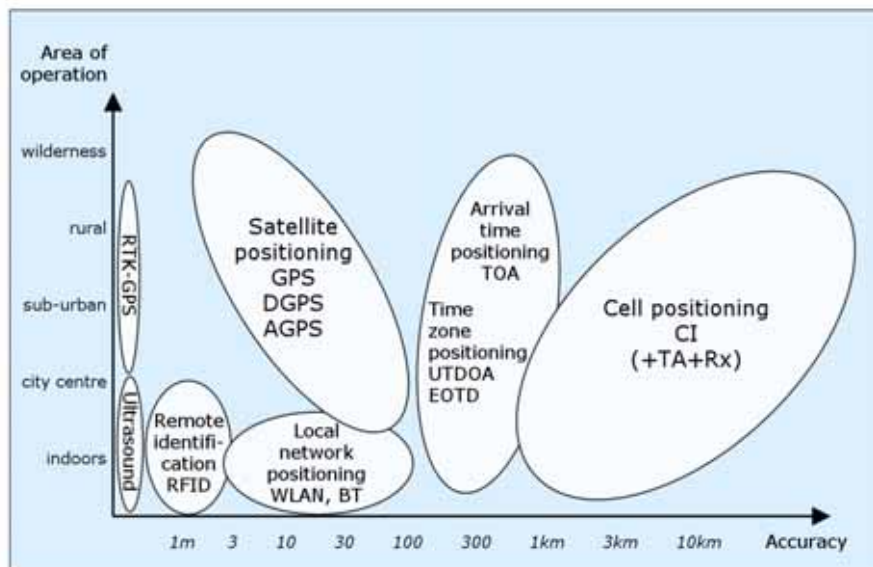 Area of
operation
wilderness
rural
sub-urban
city centre
indoors
RTK-GPS
Ultrasound
Remote
identifi-
cation
RFID
Satellite
positioning
GPS
DGPS
AGPS
Local
network
positioning
WLAN, BT
Arrival
time
positioning
TOA
Time
zone
positioning
UTDOA
EOTD
Cell positioning
CI
(+TA+Rx)
1m 3 10 30 100 300 1km 3km 10km Accuracy